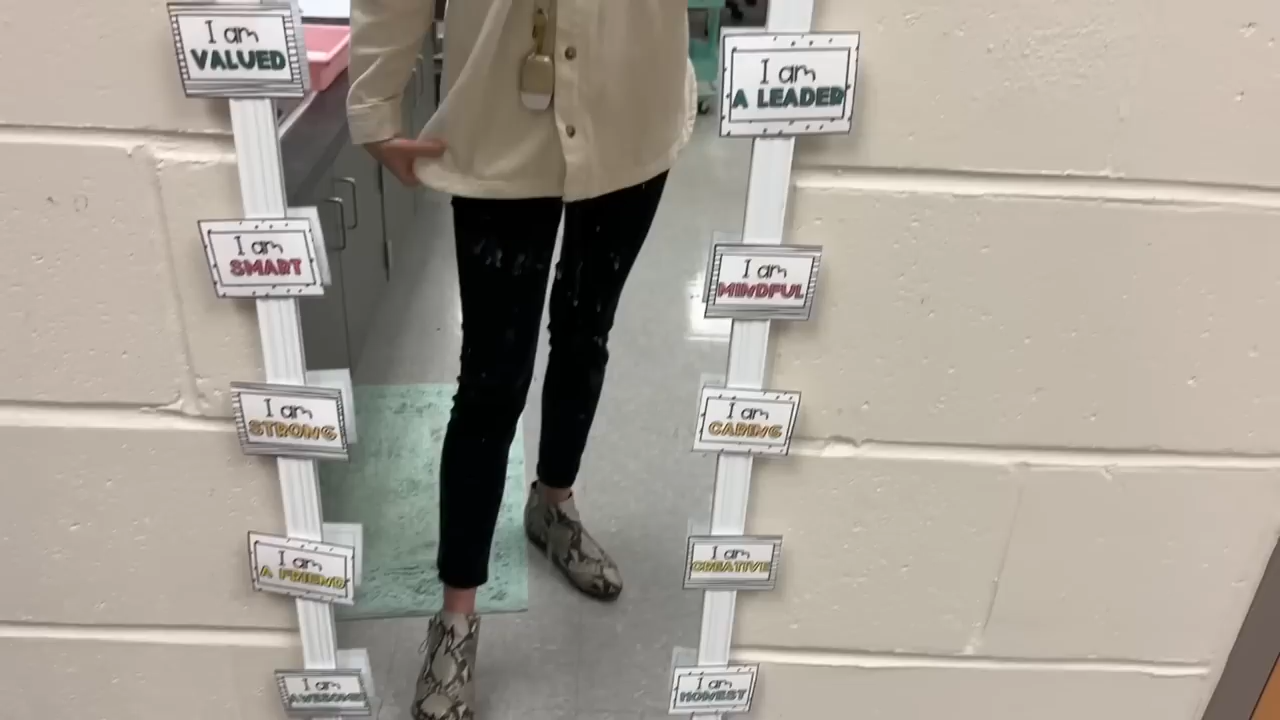 I am
VALUED
I am
SMART
I am
STRONG
I am
A FRIEND
I am
AWESOME
I am
A LEADER
I am
MINDFUL
I am
CARING
I am
CREATIVE
I am
HONEST